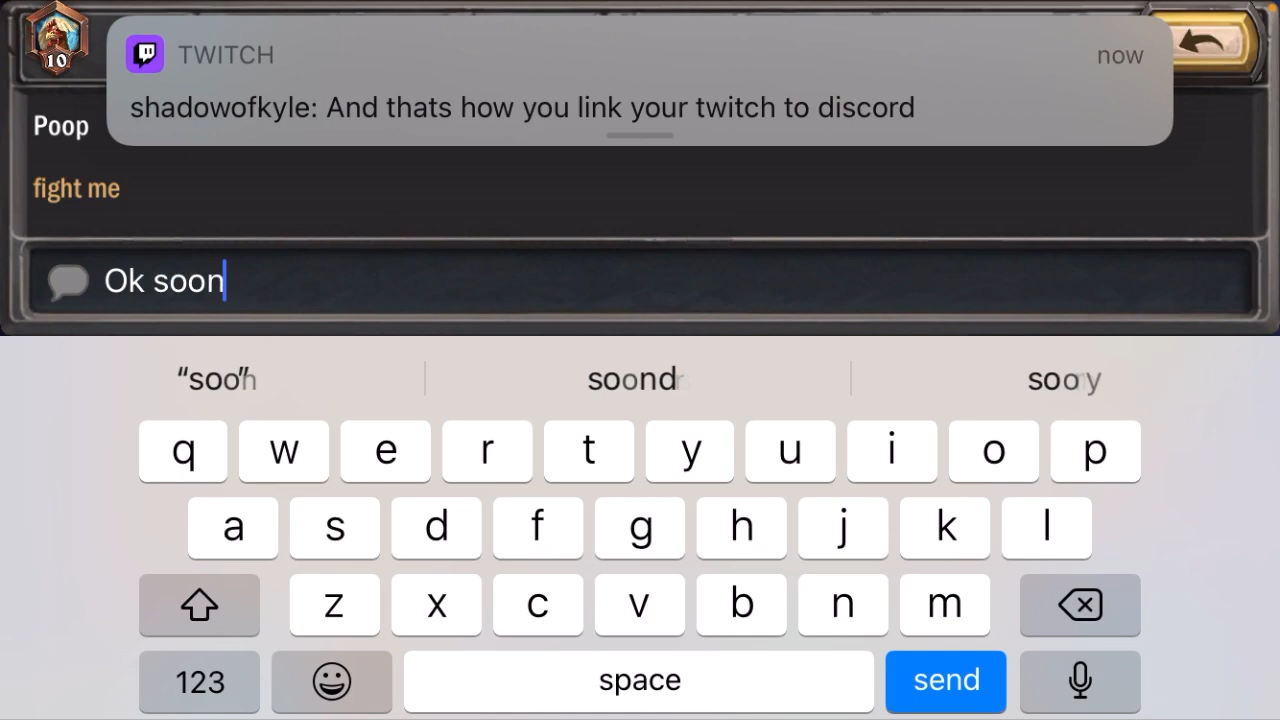 10
TWITCH now
shadowofkyle: And thats how you link your twitch to discord
Poop
fight me
Ok soon
q w e r t y u i o p
a s d f g h j k l
z x c v b n m
123 space send